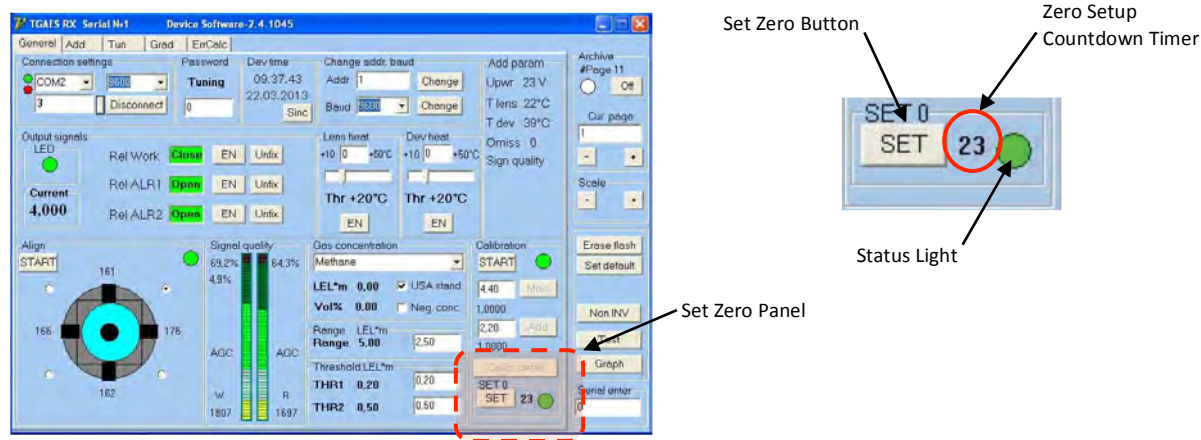 TGAES RX Serial №1 Device Software-2.4.1045
General Add Tun Grad ErrCalc
Connection settings
COM2 9600
3 Disconnect
Password
Tuning
0
Dev time
09.37.43
22.03.2013
Sinc
Change addr, baud
Addr 1 Change
Baud 9600 Change
Add param
Upwr 23 V
T lens 22°C
T dev 39°C
Omiss 0
Sign quality
Archive
#Page 11
Off
Cur page
1
- +
Scale
- +
Output signals
LED
Current
4.000
Rel Work Close EN Unfix
Rel ALR1 Open EN Unfix
Rel ALR2 Open EN Unfix
Lens heat
+10 0 +50°C
Thr +20°C
EN
Dev heat
+10 0 +50°C
Thr +20°C
EN
Align
START
161
166 176
162
Signal quality
69,2% 64,3%
4,9%
AGC AGC
W R
1807 1697
Gas concentration
Methane
LEL*m 0,00 USA stand
Vol% 0,00 Neg. conc.
Range LEL*m
Range 5.00 2,50
Threshold LEL*m
THR1 0,20 0,20
THR2 0,50 0.50
Calibration
START
4,40 Main
1.0000
2,20 Add
1.0000
SET 0
SET 23
Erase flash
Set default
Non INV
Test
Graph
Serial enter
0
Set Zero Panel
Set Zero Button
Zero Setup
Countdown Timer
SET 0
SET 23
Status Light